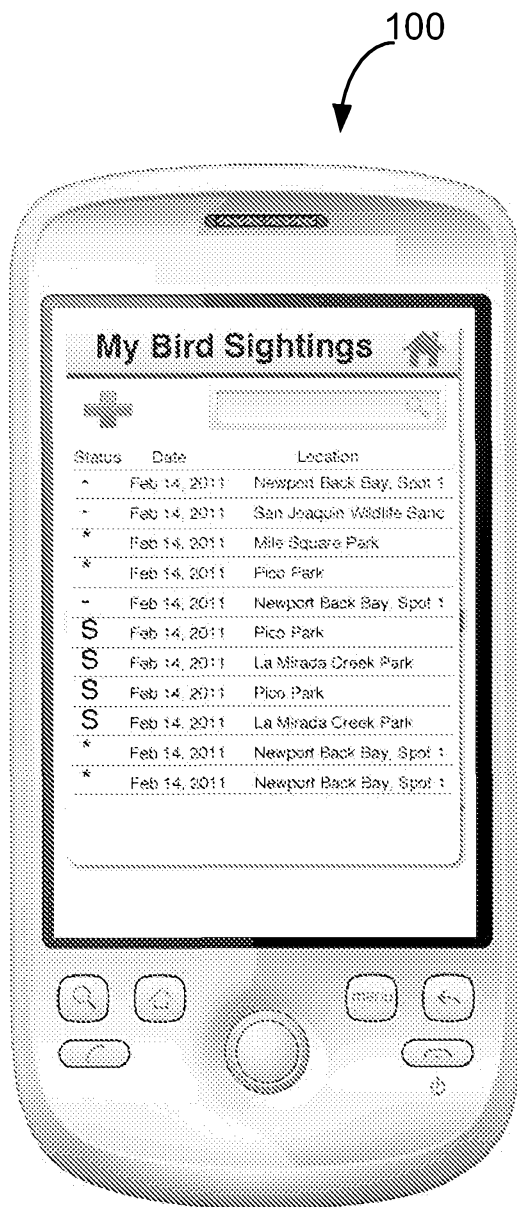 100
My Bird Sightings
Status Date Location
- Feb 14, 2011 Newport Back Bay, Spot 1
- Feb 14, 2011 San Joaquin Wildlife Sanc
* Feb 14, 2011 Mile Square Park
* Feb 14, 2011 Pico Park
- Feb 14, 2011 Newport Back Bay, Spot 1
S Feb 14, 2011 Pico Park
S Feb 14, 2011 La Mirada Creek Park
S Feb 14, 2011 Pico Park
S Feb 14, 2011 La Mirada Creek Park
* Feb 14, 2011 Newport Back Bay, Spot 1
* Feb 14, 2011 Newport Back Bay, Spot 1
menu